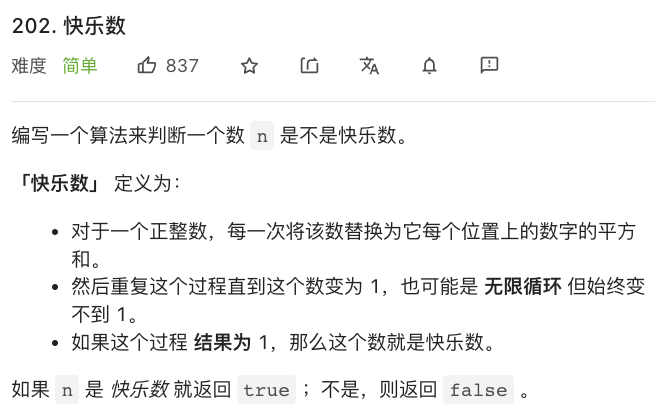 202. 快乐数
难度 简单 837
编写一个算法来判断一个数 n 是不是快乐数。
「快乐数」 定义为：
• 对于一个正整数，每一次将该数替换为它每个位置上的数字的平方
和。
• 然后重复这个过程直到这个数变为 1，也可能是 无限循环 但始终变
不到 1。
• 如果这个过程 结果为 1，那么这个数就是快乐数。
如果 n 是 快乐数 就返回 true ；不是，则返回 false 。